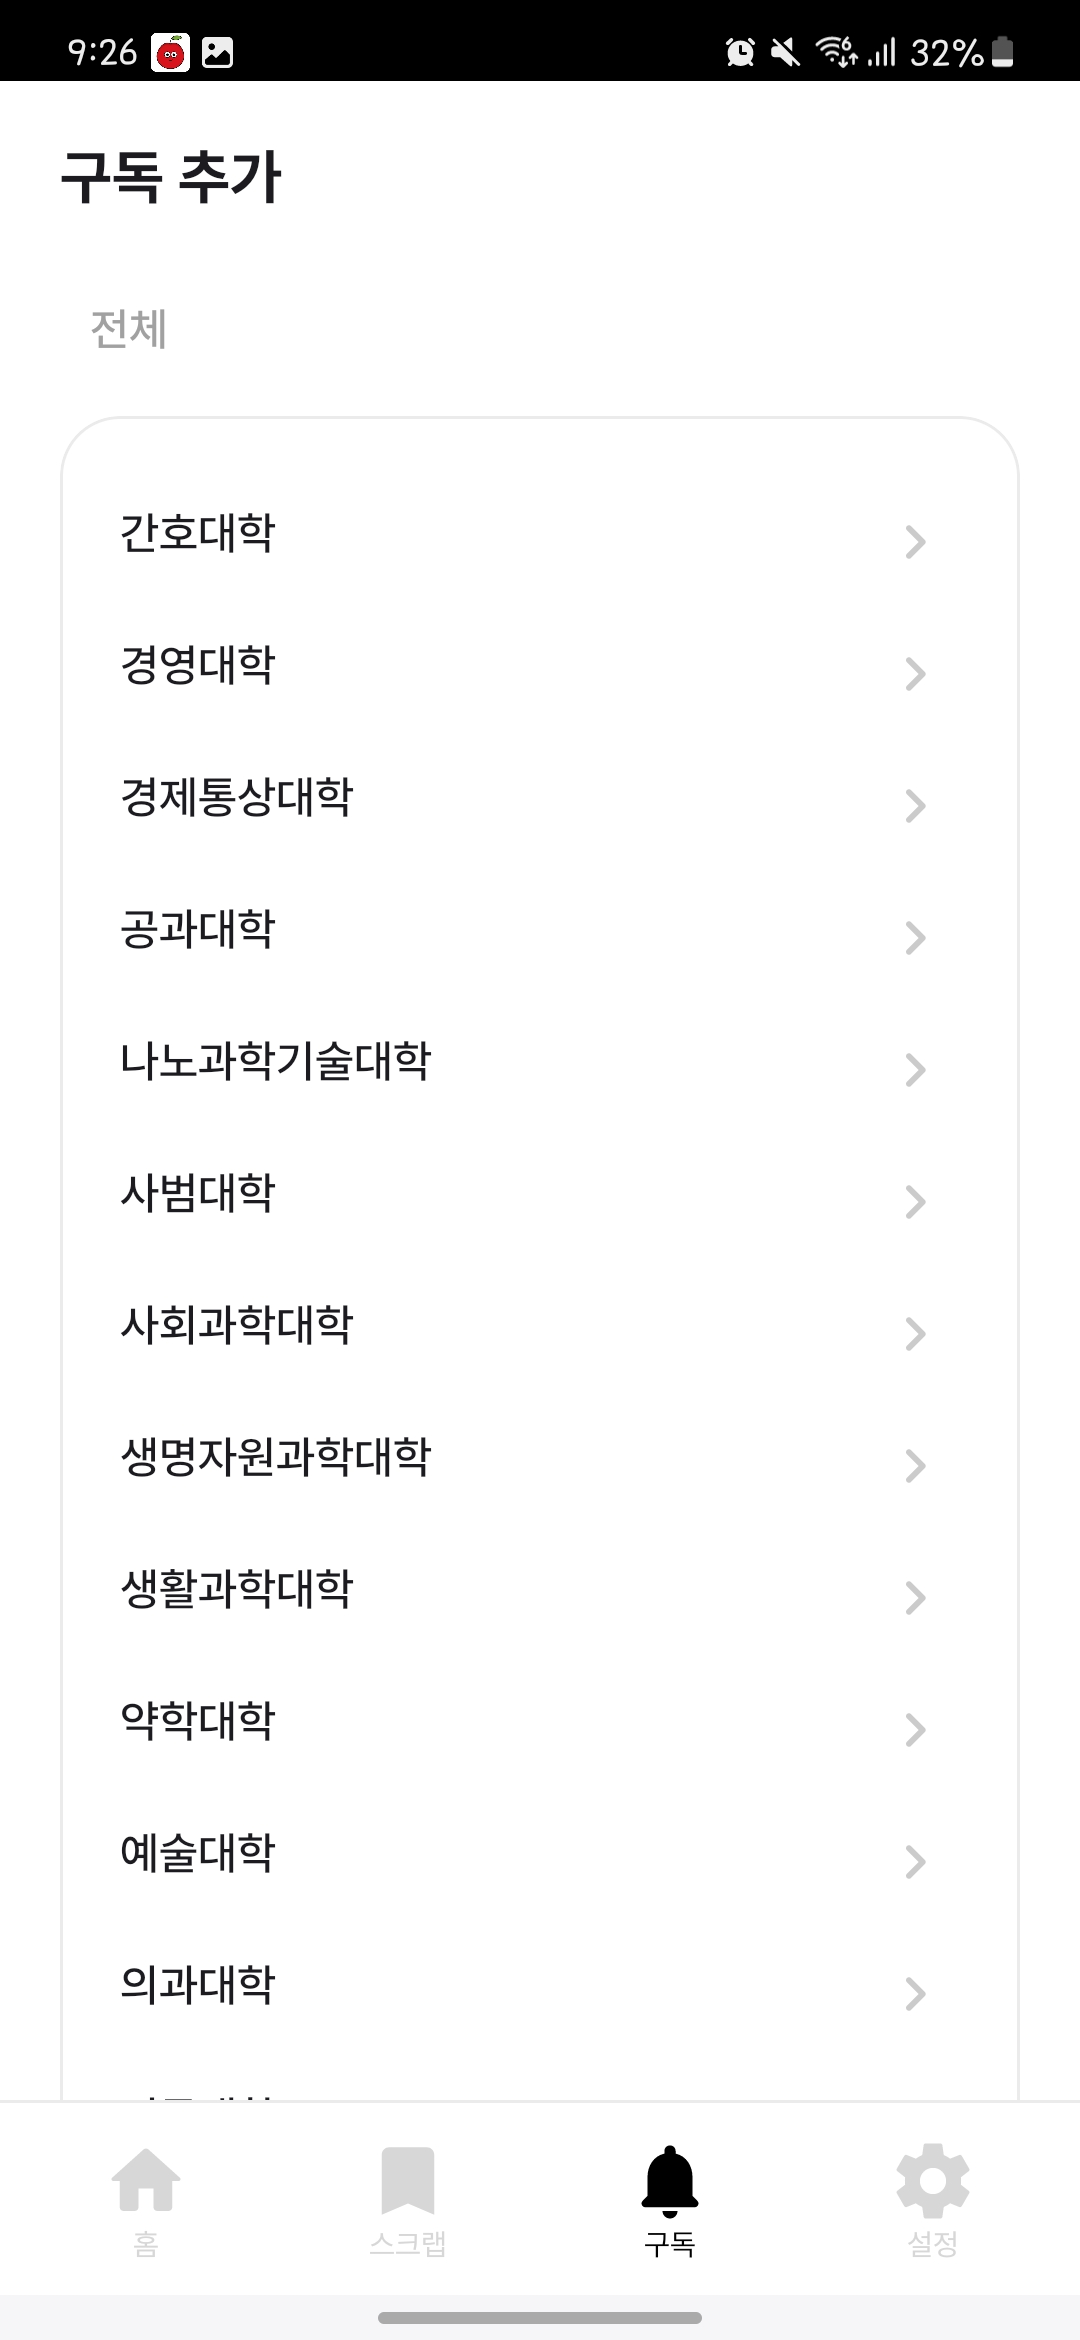 9:26
6
32%
구독 추가
전체
간호대학
경영대학
경제통상대학
공과대학
나노과학기술대학
사범대학
사회과학대학
생명자원과학대학
생활과학대학
약학대학
예술대학
의과대학
홈
스크랩
구독
설정